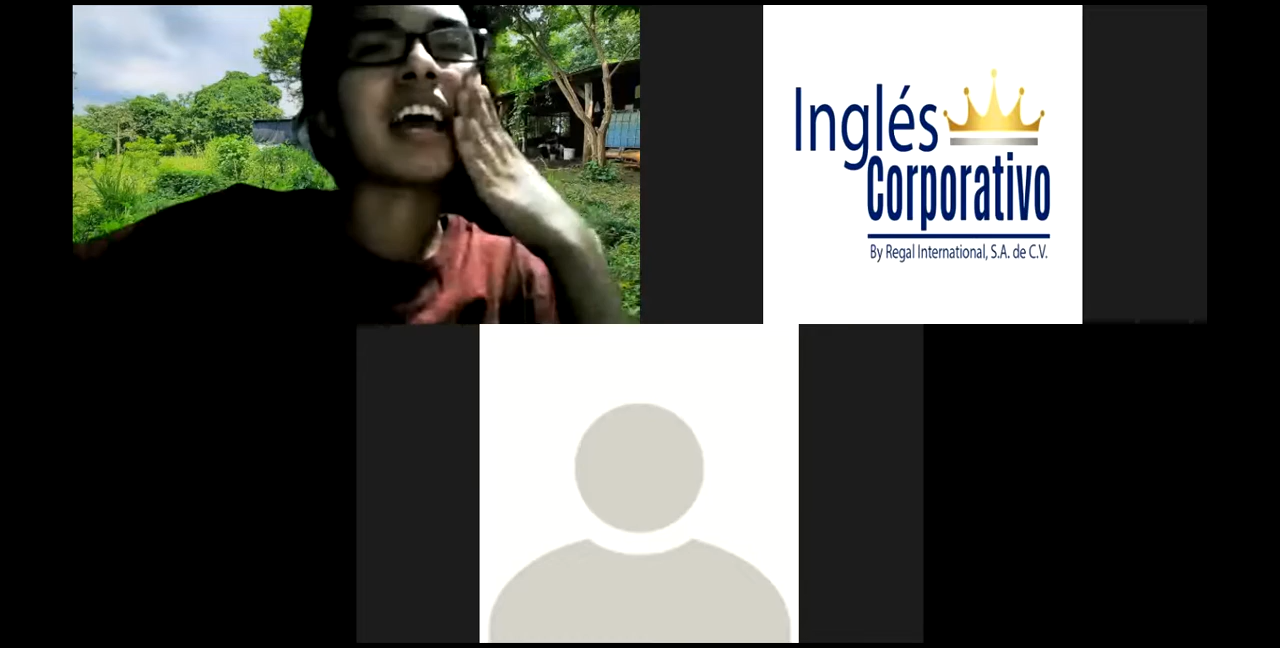 Inglés
Corporativo
By Regal International, S.A. de C.V.